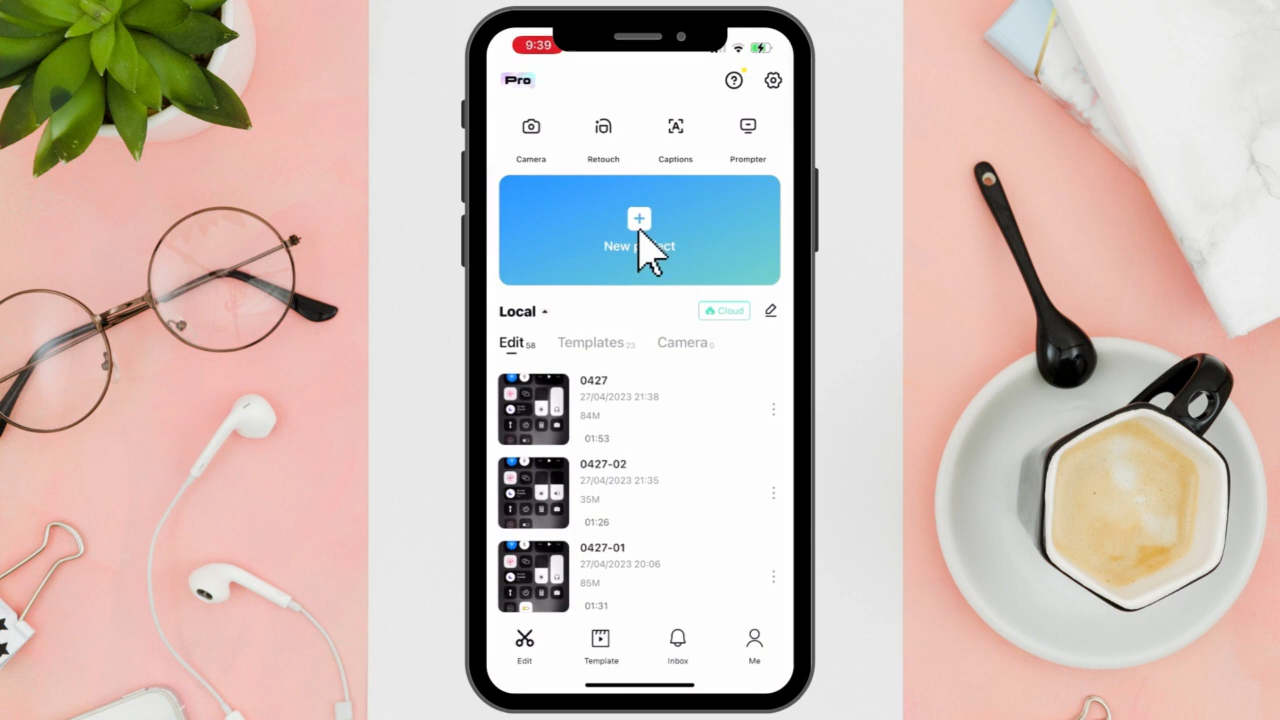 9:39
Pro
Camera Retouch Captions Prompter
New project
Local Cloud
Edit 58 Templates 23 Camera 0
0427
27/04/2023 21:38
84M
01:53
0427-02
27/04/2023 21:35
35M
01:26
0427-01
27/04/2023 20:06
85M
01:31
Edit Template Inbox Me